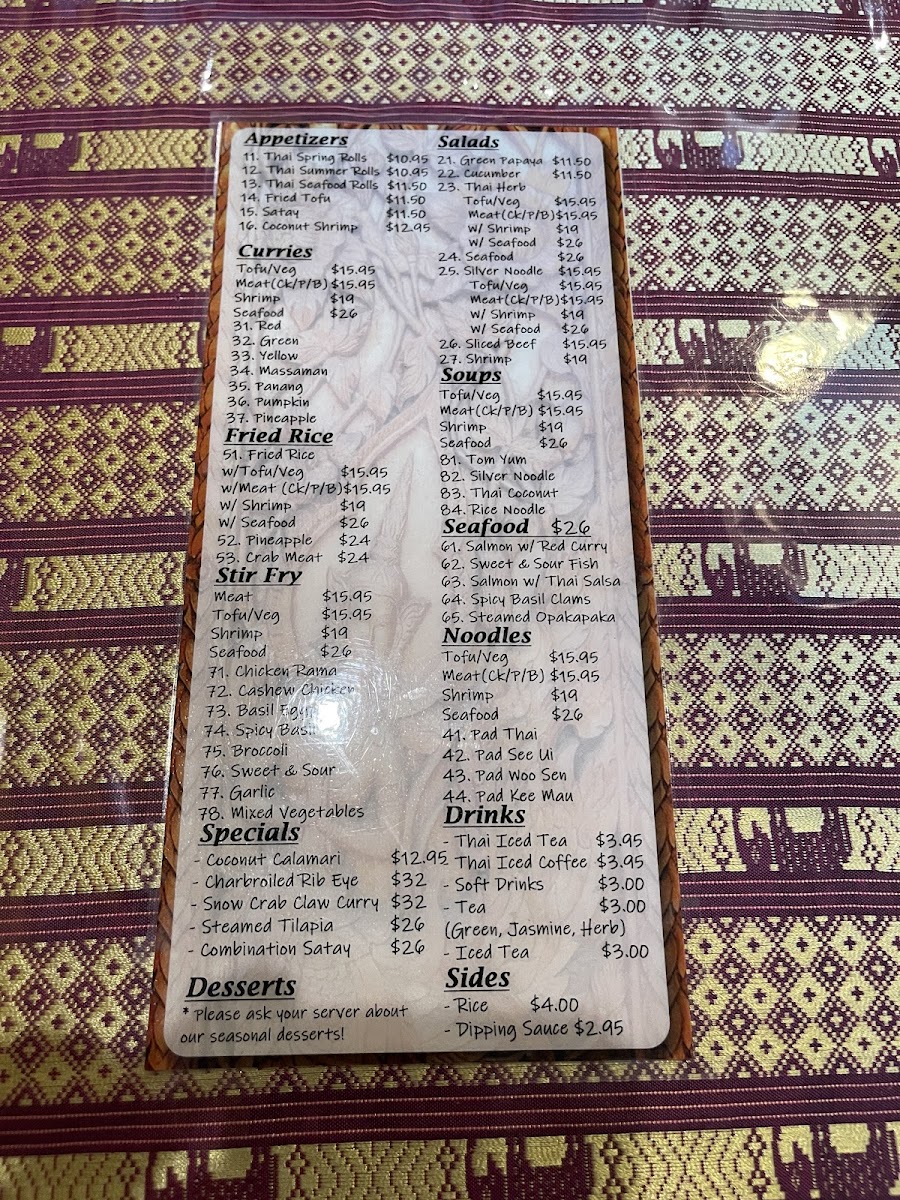 Appetizers
11. Thai Spring Rolls $10.95
12. Thai Summer Rolls $10.95
13. Thai Seafood Rolls $11.50
14. Fried Tofu $11.50
15. Satay $11.50
16. Coconut Shrimp $12.95
Curries
Tofu/Veg $15.95
Meat(Ck/P/B) $15.95
Shrimp $19
Seafood $26
31. Red
32. Green
33. Yellow
34. Massaman
35. Panang
36. Pumpkin
37. Pineapple
Fried Rice
51. Fried Rice
w/Tofu/Veg $15.95
w/Meat (Ck/P/B)$15.95
w/ Shrimp $19
w/ Seafood $26
52. Pineapple $24
53. Crab Meat $24
Stir Fry
Meat $15.95
Tofu/Veg $15.95
Shrimp $19
Seafood $26
71. Chicken Rama
72. Cashew Chicken
73. Basil
74. Spicy Basil
75. Broccoli
76. Sweet & Sour
77. Garlic
78. Mixed Vegetables
Specials
- Coconut Calamari $12.95
- Charbroiled Rib Eye $32
- Snow Crab Claw Curry $32
- Steamed Tilapia $26
- Combination Satay $26
Desserts
* Please ask your server about
our seasonal desserts!
Salads
21. Green Papaya $11.50
22. Cucumber $11.50
23. Thai Herb
Tofu/Veg $15.95
Meat(Ck/P/B)$15.95
w/ Shrimp $19
w/ Seafood $26
24. Seafood $26
25. Silver Noodle $15.95
Tofu/Veg $15.95
Meat(Ck/P/B)$15.95
w/ Shrimp $19
w/ Seafood $26
26. Sliced Beef $15.95
27. Shrimp $19
Soups
Tofu/Veg $15.95
Meat(Ck/P/B) $15.95
Shrimp $19
Seafood $26
81. Tom Yum
82. Silver Noodle
83. Thai Coconut
84. Rice Noodle
Seafood $26
61. Salmon w/ Red Curry
62. Sweet & Sour Fish
63. Salmon w/ Thai Salsa
64. Spicy Basil Clams
65. Steamed Opakapaka
Noodles
Tofu/Veg $15.95
Meat(Ck/P/B) $15.95
Shrimp $19
Seafood $26
41. Pad Thai
42. Pad See Ui
43. Pad Woo Sen
44. Pad Kee Mau
Drinks
- Thai Iced Tea $3.95
- Thai Iced Coffee $3.95
- Soft Drinks $3.00
- Tea $3.00
(Green, Jasmine, Herb)
- Iced Tea $3.00
Sides
- Rice $4.00
- Dipping Sauce $2.95